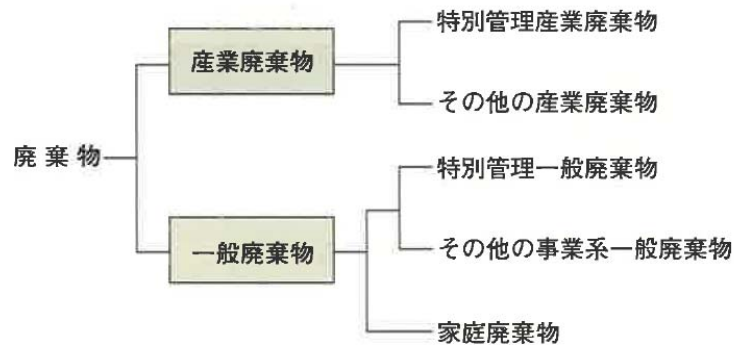 特別管理産業廃棄物
産業廃棄物
その他の産業廃棄物
廃棄物
特別管理一般廃棄物
一般廃棄物
その他の事業系一般廃棄物
家庭廃棄物